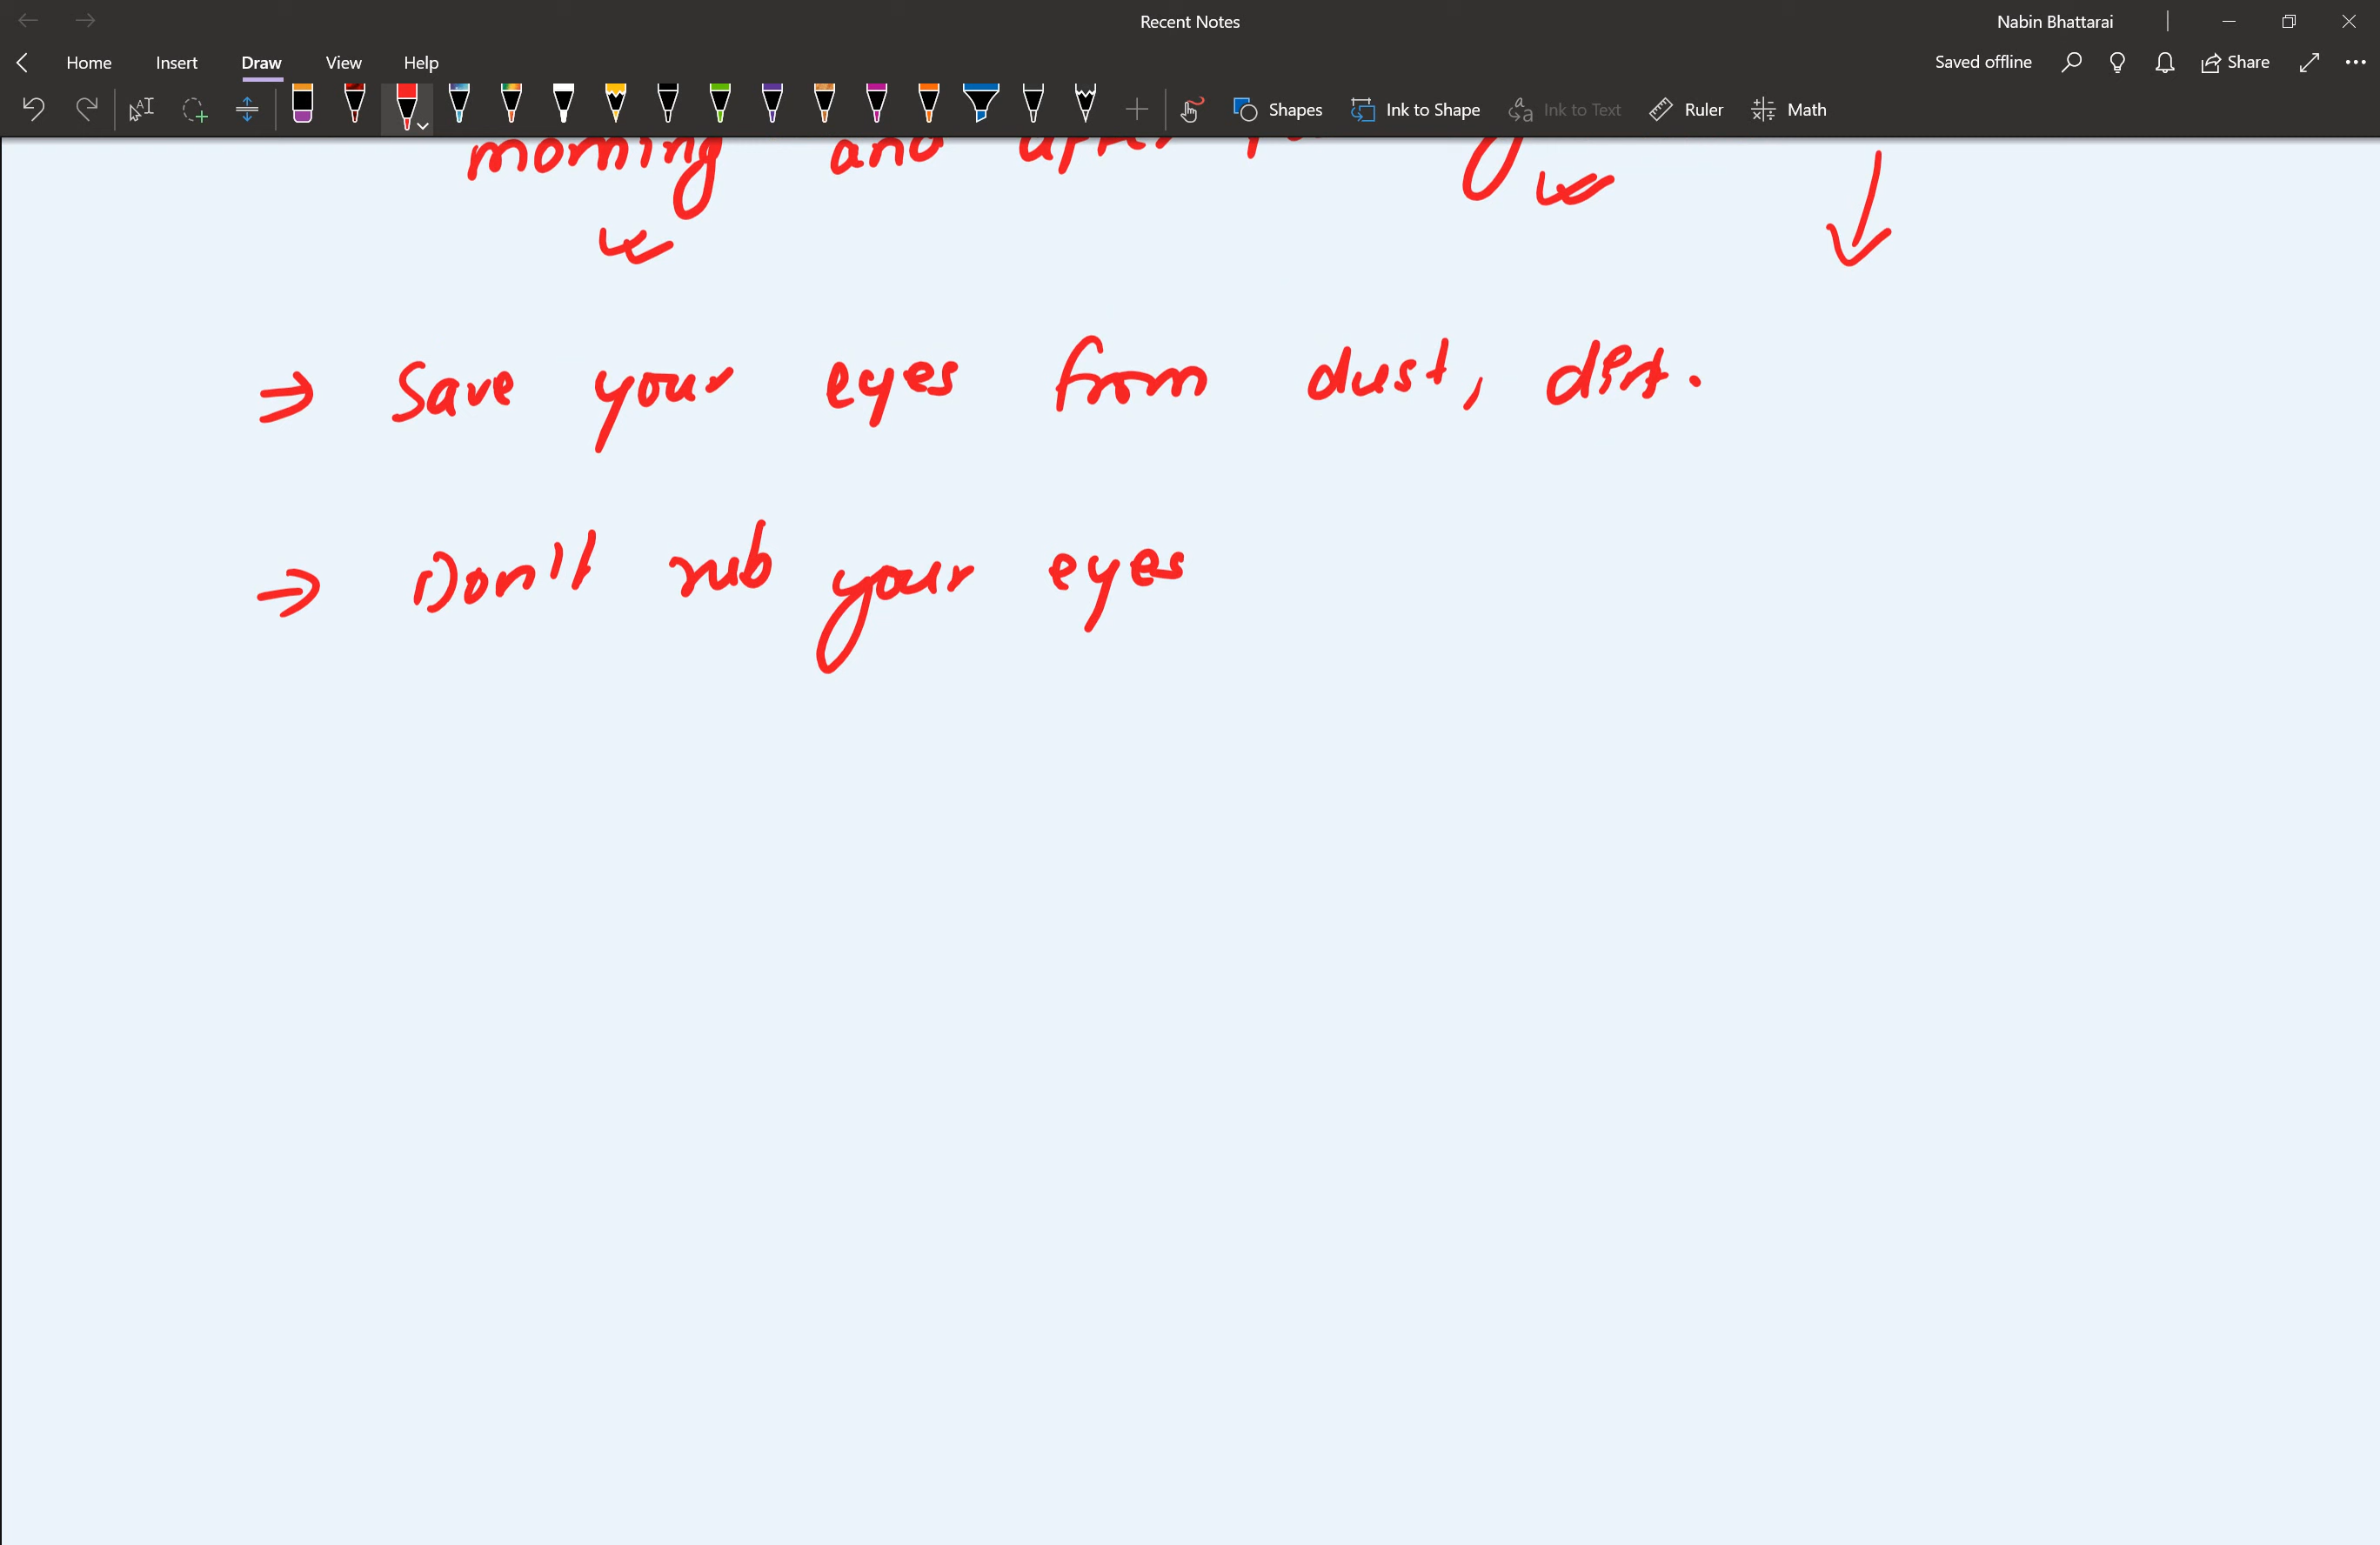 Recent Notes
Nabin Bhattarai
Home Insert Draw View Help
Saved offline
Share
Shapes Ink to Shape Ink to Text Ruler Math
morning and after
⇒ Save your eyes from dust, dirt.
⇒ Don't rub your eyes